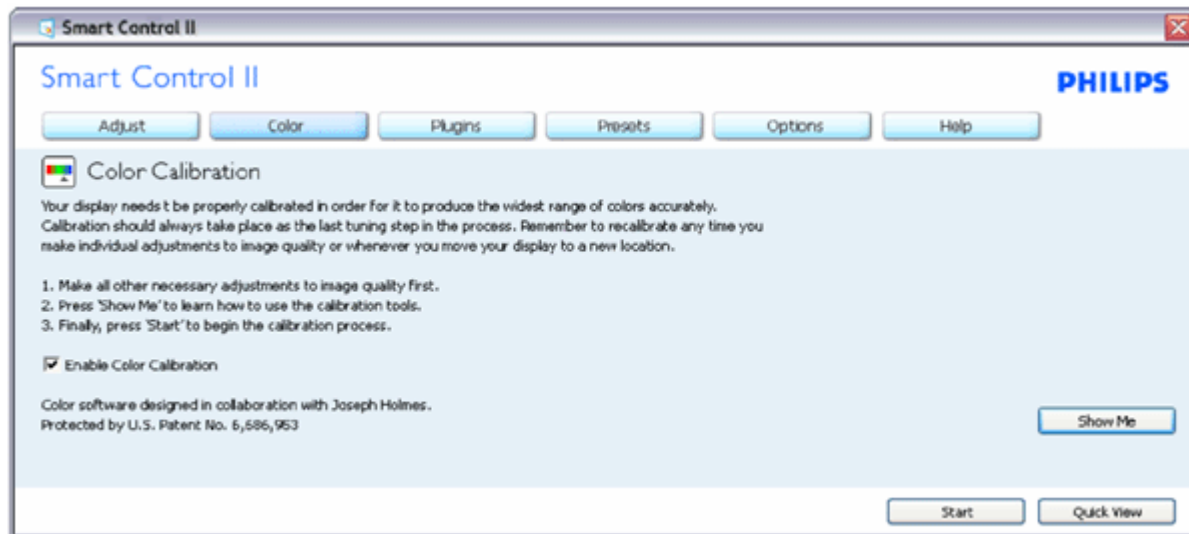 Smart Control II
Smart Control II
PHILIPS
Adjust Color Plugins Presets Options Help
Color Calibration
Your display needs t be properly calibrated in order for it to produce the widest range of colors accurately.
Calibration should always take place as the last tuning step in the process. Remember to recalibrate any time you
make individual adjustments to image quality or whenever you move your display to a new location.
1. Make all other necessary adjustments to image quality first.
2. Press 'Show Me' to learn how to use the calibration tools.
3. Finally, press 'Start' to begin the calibration process.
Enable Color Calibration
Color software designed in collaboration with Joseph Holmes.
Protected by U.S. Patent No. 6,686,953
Show Me
Start Quick View